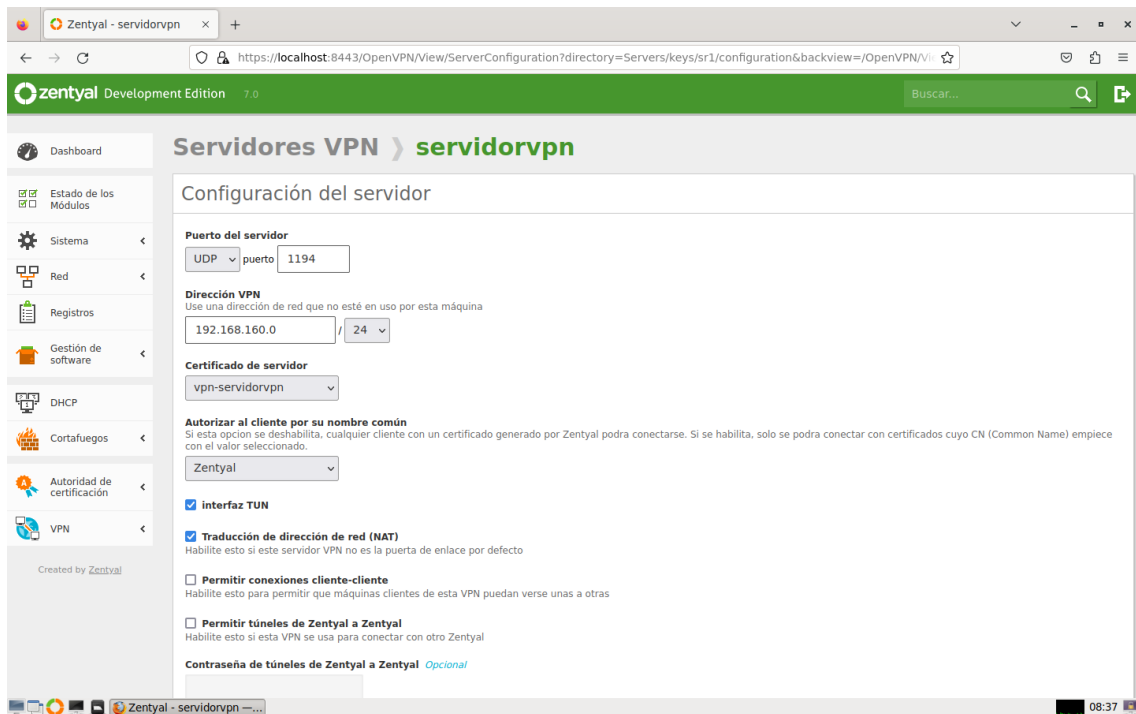 Zentyal - servidorvpn
https://localhost:8443/OpenVPN/View/ServerConfiguration?directory=Servers/keys/sr1/configuration&backview=/OpenVPN/Vi
zentyal Development Edition 7.0
Buscar...
Dashboard
Estado de los
Módulos
Sistema
Red
Registros
Gestión de
software
DHCP
Cortafuegos
Autoridad de
certificación
VPN
Created by Zentyal
Servidores VPN servidorvpn
Configuración del servidor
Puerto del servidor
UDP puerto 1194
Dirección VPN
Use una dirección de red que no esté en uso por esta máquina
192.168.160.0 / 24
Certificado de servidor
vpn-servidorvpn
Autorizar al cliente por su nombre común
Si esta opcion se deshabilita, cualquier cliente con un certificado generado por Zentyal podra conectarse. Si se habilita, solo se podra conectar con certificados cuyo CN (Common Name) empiece
con el valor seleccionado.
Zentyal
interfaz TUN
Traducción de dirección de red (NAT)
Habilite esto si este servidor VPN no es la puerta de enlace por defecto
Permitir conexiones cliente-cliente
Habilite esto para permitir que máquinas clientes de esta VPN puedan verse unas a otras
Permitir túneles de Zentyal a Zentyal
Habilite esto si esta VPN se usa para conectar con otro Zentyal
Contraseña de túneles de Zentyal a Zentyal Opcional
Zentyal - servidorvpn —...
08:37